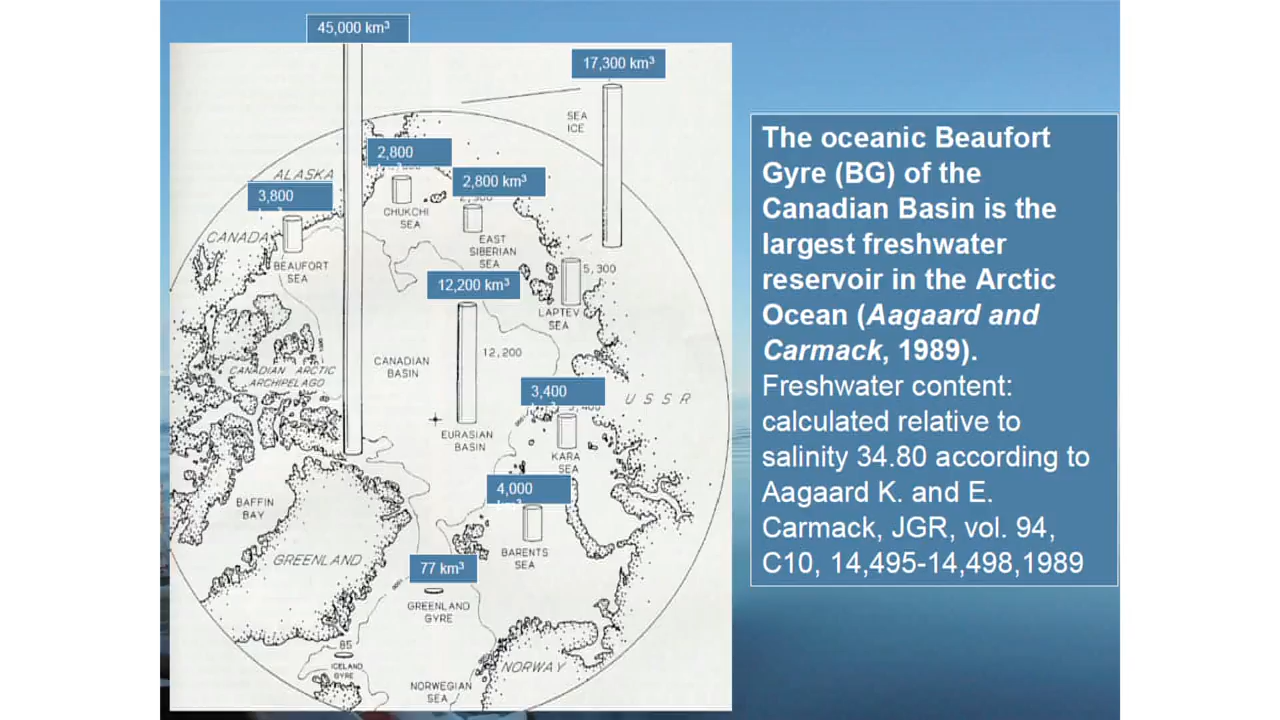 45,000 km³
17,300 km³
SEA
ICE
2,800
ALASKA
2,800 km³
3,800
CHUKCHI
SEA
EAST
SIBERIAN
SEA
CANADA
BEAUFORT
SEA
5,300
12,200 km³
LAPTEV
SEA
12,200
CANADIAN
BASIN
CANADIAN ARCTIC
ARCHIPELAGO
3,400
USSR
EURASIAN
BASIN
KARA
SEA
4,000
km³
BAFFIN
BAY
BARENTS
SEA
GREENLAND
77 km³
GREENLAND
GYRE
85
ICELAND
GYRE
NORWAY
NORWEGIAN
SEA
The oceanic Beaufort
Gyre (BG) of the
Canadian Basin is the
largest freshwater
reservoir in the Arctic
Ocean (Aagaard and
Carmack, 1989).
Freshwater content:
calculated relative to
salinity 34.80 according to
Aagaard K. and E.
Carmack, JGR, vol. 94,
C10, 14,495-14,498,1989